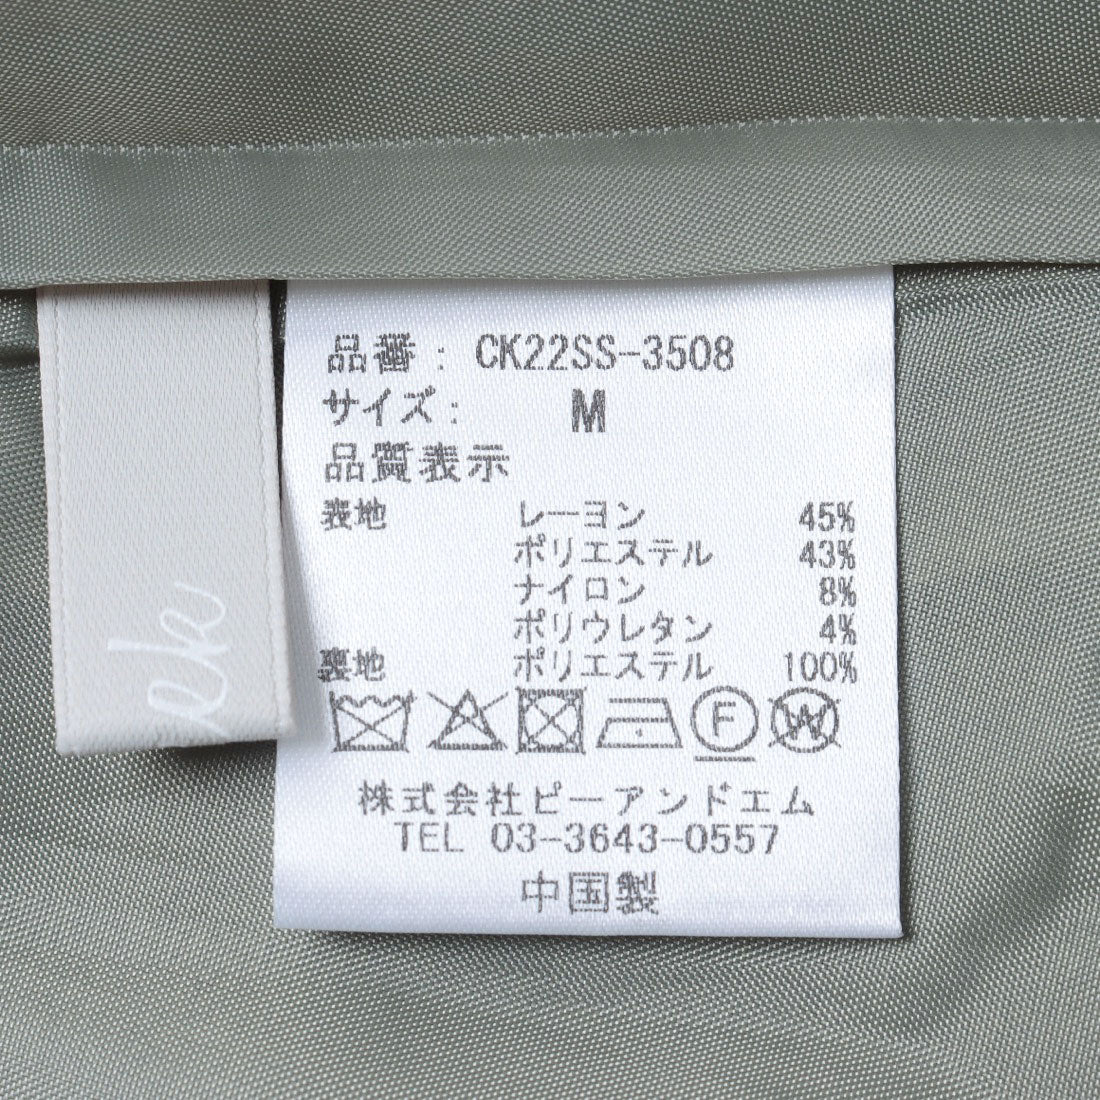 品番: CK22SS-3508
サイズ: M
品質表示
表地 レーヨン 45%
ポリエステル 43%
ナイロン 8%
ポリウレタン 4%
裏地 ポリエステル 100%
F W
株式会社ピーアンドエム
TEL 03-3643-0557
中国製